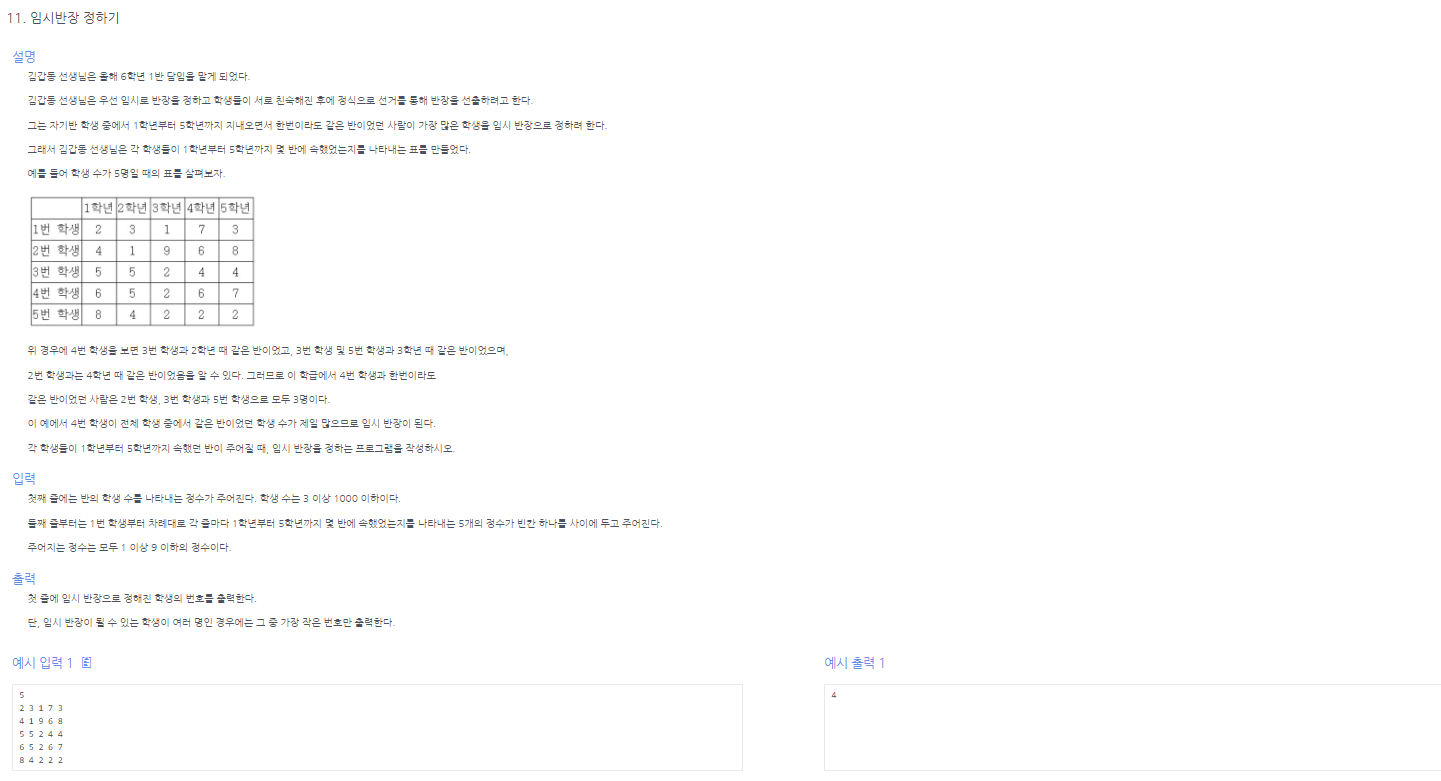 11. 임시반장 정하기
설명
김갑동 선생님은 올해 6학년 1반 담임을 맡게 되었다.
김갑동 선생님은 우선 임시로 반장을 정하고 학생들이 서로 친숙해진 후에 정식으로 선거를 통해 반장을 선출하려고 한다.
그는 자기반 학생 중에서 1학년부터 5학년까지 지내오면서 한번이라도 같은 반이었던 사람이 가장 많은 학생을 임시 반장으로 정하려 한다.
그래서 김갑동 선생님은 각 학생들이 1학년부터 5학년까지 몇 반에 속했었는지를 나타내는 표를 만들었다.
예를 들어 학생 수가 5명일 때의 표를 살펴보자.
1학년 2학년 3학년 4학년 5학년
1번 학생 2 3 1 7 3
2번 학생 4 1 9 6 8
3번 학생 5 5 2 4 4
4번 학생 6 5 2 6 7
5번 학생 8 4 2 2 2
위 경우에 4번 학생을 보면 3번 학생과 2학년 때 같은 반이었고, 3번 학생 및 5번 학생과 3학년 때 같은 반이었으며,
2번 학생과는 4학년 때 같은 반이었음을 알 수 있다. 그러므로 이 학급에서 4번 학생과 한번이라도
같은 반이었던 사람은 2번 학생, 3번 학생과 5번 학생으로 모두 3명이다.
이 예에서 4번 학생이 전체 학생 중에서 같은 반이었던 학생 수가 제일 많으므로 임시 반장이 된다.
각 학생들이 1학년부터 5학년까지 속했던 반이 주어질 때, 임시 반장을 정하는 프로그램을 작성하시오.
입력
첫째 줄에는 반의 학생 수를 나타내는 정수가 주어진다. 학생 수는 3 이상 1000 이하이다.
둘째 줄부터는 1번 학생부터 차례대로 각 줄마다 1학년부터 5학년까지 몇 반에 속했었는지를 나타내는 5개의 정수가 빈칸 하나를 사이에 두고 주어진다.
주어지는 정수는 모두 1 이상 9 이하의 정수이다.
출력
첫 줄에 임시 반장으로 정해진 학생의 번호를 출력한다.
단, 임시 반장이 될 수 있는 학생이 여러 명인 경우에는 그 중 가장 작은 번호만 출력한다.
예시 입력 1
5
2 3 1 7 3
4 1 9 6 8
5 5 2 4 4
6 5 2 6 7
8 4 2 2 2
예시 출력 1
4